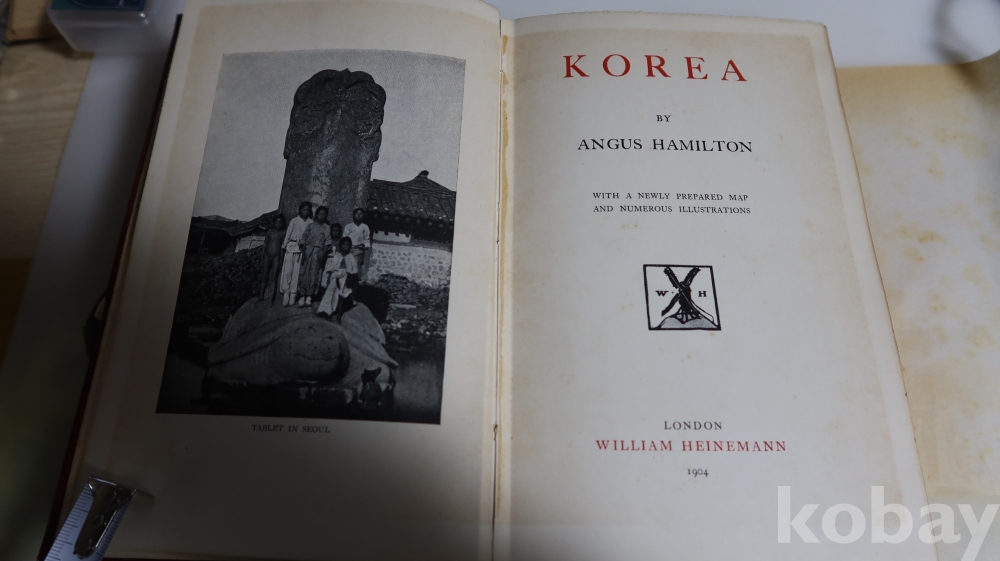 TABLET IN SEOUL
KOREA
BY
ANGUS HAMILTON
WITH A NEWLY PREPARED MAP
AND NUMEROUS ILLUSTRATIONS
W H
LONDON
WILLIAM HEINEMANN
1904
kobay